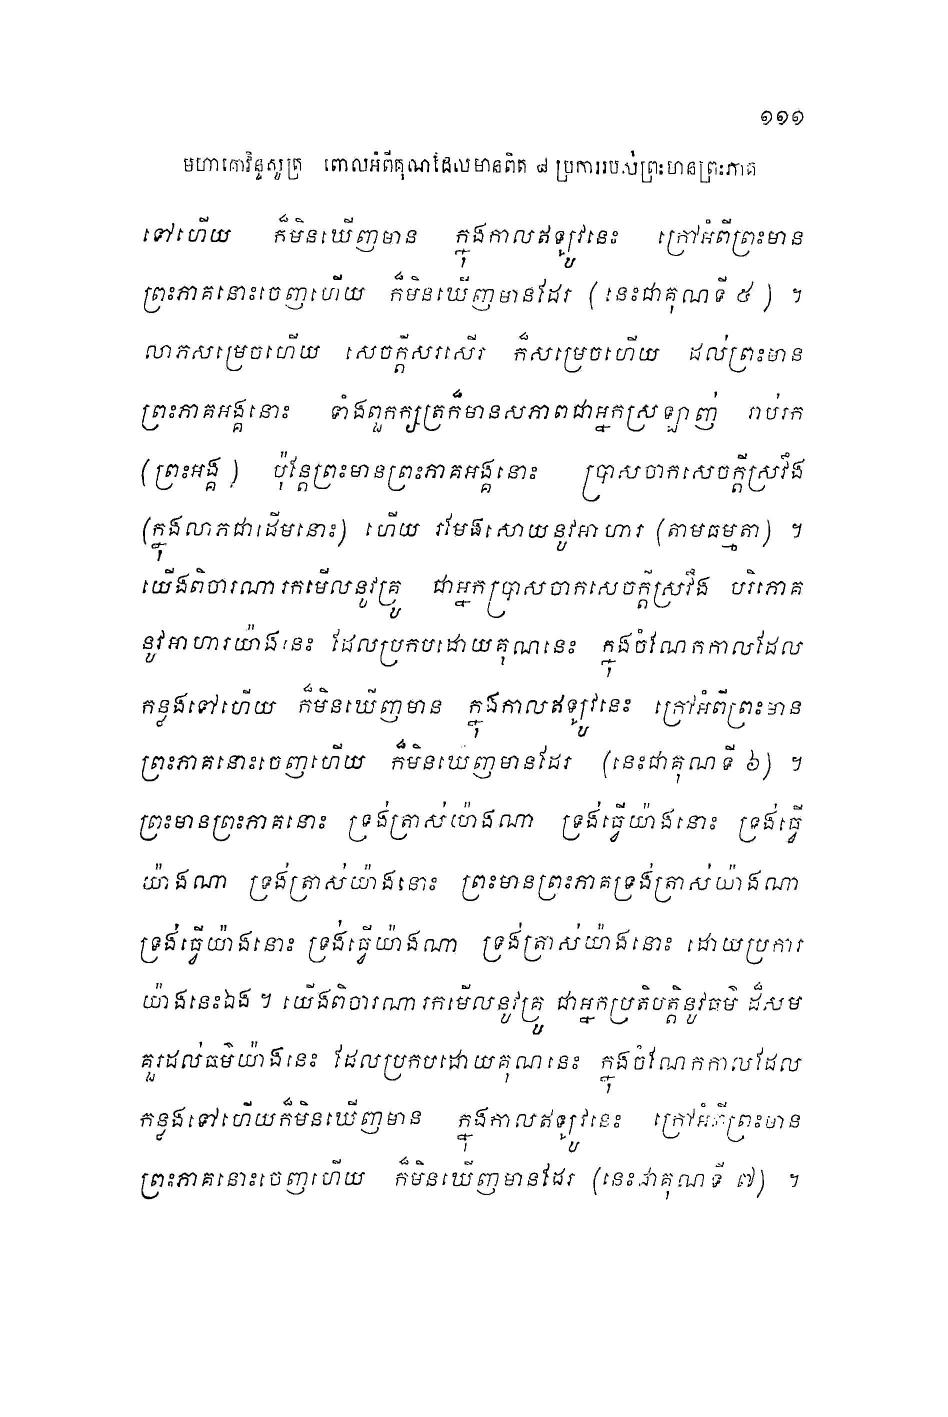 ១១១
មហាគោវិន្ទសូត្រ ពោលអំពីគុណដែលមានពិត ៨ ប្រការរបស់ព្រះមានព្រះភាគ
ទៅហើយ ក៏មិនឃើញមាន ក្នុងកាលឥឡូវនេះ ក្រៅអំពីព្រះមាន
ព្រះភាគនោះចេញហើយ ក៏មិនឃើញមានដែរ (នេះជាគុណទី ៥) ។
លាភសម្រេចហើយ សេចក្តីសរសើរ ក៏សម្រេចហើយ ដល់ព្រះមាន
ព្រះភាគអង្គនោះ ទាំងពួកក្សត្រក៏មានសភាពជាអ្នកស្រឡាញ់ រាប់រក
(ព្រះអង្គ) ប៉ុន្តែព្រះមានព្រះភាគអង្គនោះ ប្រាសចាកសេចក្តីស្រវឹង
(ក្នុងលាភជាដើមនោះ) ហើយ រមែងសោយនូវអាហារ (តាមធម្មតា) ។
យើងពិចារណារកមើលនូវគ្រូ ជាអ្នកប្រាសចាកសេចក្តីស្រវឹង បរិភោគ
នូវអាហារយ៉ាងនេះ ដែលប្រកបដោយគុណនេះ ក្នុងចំណែកកាលដែល
កន្លងទៅហើយ ក៏មិនឃើញមាន ក្នុងកាលឥឡូវនេះ ក្រៅអំពីព្រះមាន
ព្រះភាគនោះចេញហើយ ក៏មិនឃើញមានដែរ (នេះជាគុណទី ៦) ។
ព្រះមានព្រះភាគនោះ ទ្រង់ត្រាស់យ៉ាងណា ទ្រង់ធ្វើយ៉ាងនោះ ទ្រង់ធ្វើ
យ៉ាងណា ទ្រង់ត្រាស់យ៉ាងនោះ ព្រះមានព្រះភាគទ្រង់ត្រាស់យ៉ាងណា
ទ្រង់ធ្វើយ៉ាងនោះ ទ្រង់ធ្វើយ៉ាងណា ទ្រង់ត្រាស់យ៉ាងនោះ ដោយប្រការ
យ៉ាងនេះឯង ។ យើងពិចារណារកមើលនូវគ្រូ ជាអ្នកប្រតិបត្តិនូវធម៌ ដ៏សម
គួរដល់ធម៌យ៉ាងនេះ ដែលប្រកបដោយគុណនេះ ក្នុងចំណែកកាលដែល
កន្លងទៅហើយក៏មិនឃើញមាន ក្នុងកាលឥឡូវនេះ ក្រៅអំពីព្រះមាន
ព្រះភាគនោះចេញហើយ ក៏មិនឃើញមានដែរ (នេះជាគុណទី ៧) ។